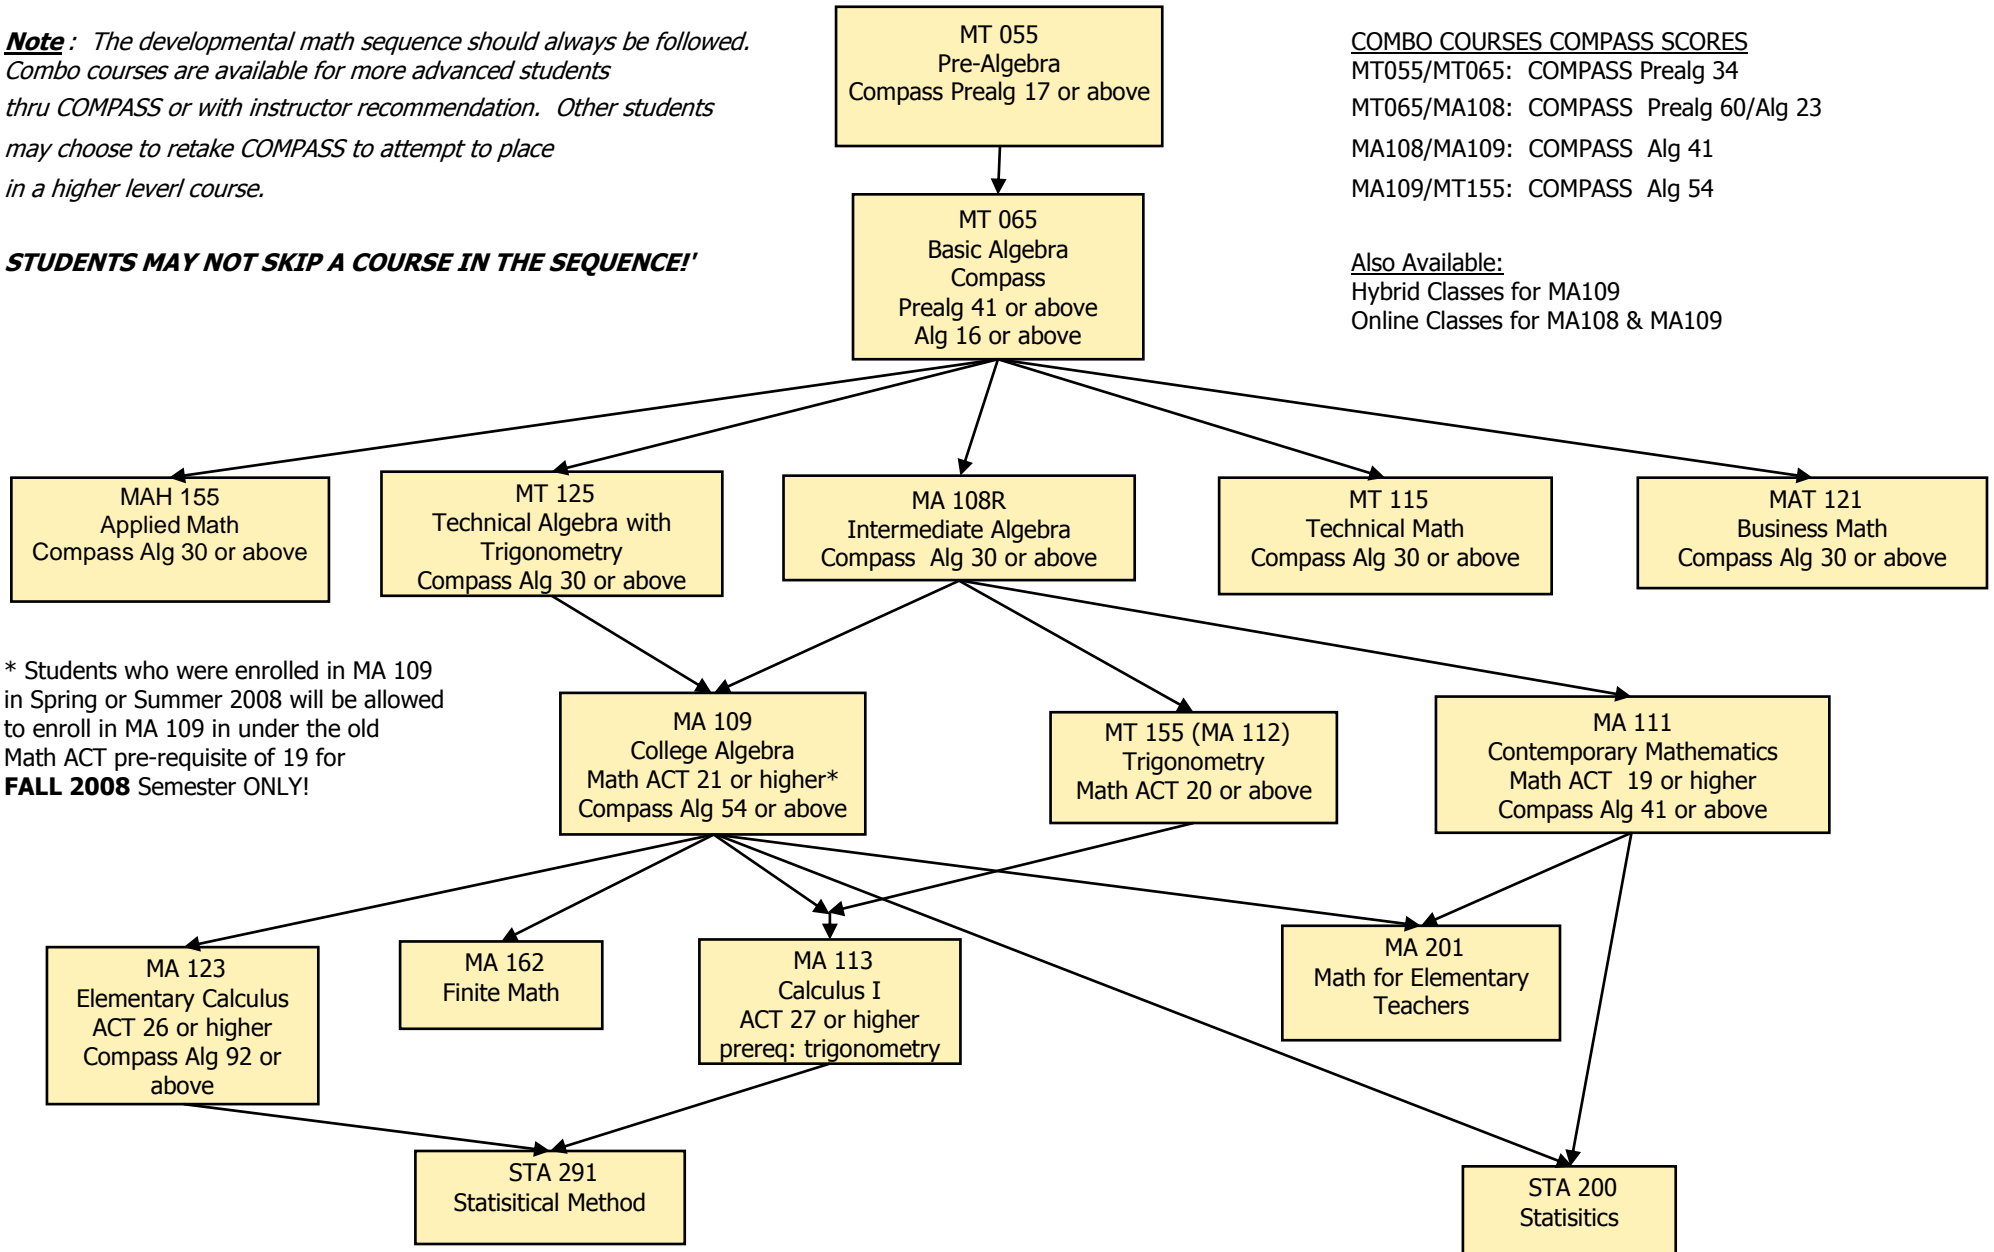 Note :  The developmental math sequence should always be followed.
Combo courses are available for more advanced students
thru COMPASS or with instructor recommendation.  Other students
may choose to retake COMPASS to attempt to place
in a higher leverl course.
STUDENTS MAY NOT SKIP A COURSE IN THE SEQUENCE!'
MT 055
Pre-Algebra
Compass Prealg 17 or above
COMBO COURSES COMPASS SCORES
MT055/MT065:  COMPASS Prealg 34
MT065/MA108:  COMPASS  Prealg 60/Alg 23
MA108/MA109:  COMPASS  Alg 41
MA109/MT155:  COMPASS  Alg 54
Also Available:
Hybrid Classes for MA109
Online Classes for MA108 & MA109
MT 065
Basic Algebra
Compass
Prealg 41 or above
Alg 16 or above
MAH 155
Applied Math
Compass Alg 30 or above
MT 125
Technical Algebra with
Trigonometry
Compass Alg 30 or above
MA 108R
Intermediate Algebra
Compass  Alg 30 or above
MT 115
Technical Math
Compass Alg 30 or above
MAT 121
Business Math
Compass Alg 30 or above
* Students who were enrolled in MA 109
in Spring or Summer 2008 will be allowed
to enroll in MA 109 in under the old
Math ACT pre-requisite of 19 for
FALL 2008 Semester ONLY!
MA 109
College Algebra
Math ACT 21 or higher*
Compass Alg 54 or above
MT 155 (MA 112)
Trigonometry
Math ACT 20 or above
MA 111
Contemporary Mathematics
Math ACT  19 or higher
Compass Alg 41 or above
MA 123
Elementary Calculus
ACT 26 or higher
Compass Alg 92 or
above
MA 162
Finite Math
MA 113
Calculus I
ACT 27 or higher
prereq: trigonometry
MA 201
Math for Elementary
Teachers
STA 291
Statisitical Method
STA 200
Statisitics